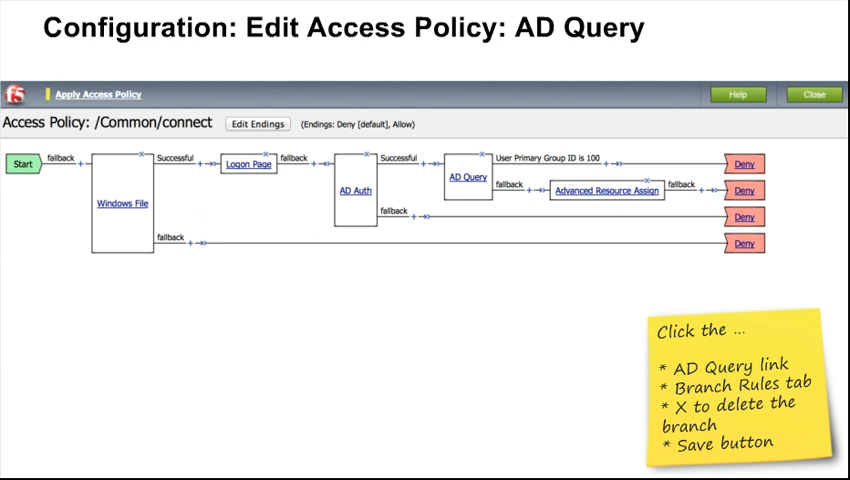 Configuration: Edit Access Policy: AD Query
f5
Apply Access Policy
Help
Close
Access Policy: /Common/connect
Edit Endings
(Endings: Deny [default], Allow)
Start
fallback
+
Windows File
x
Successful
+
Logon Page
x
fallback
+
AD Auth
x
Successful
+
AD Query
x
User Primary Group ID is 100
+
Deny
fallback
+
Advanced Resource Assign
x
fallback
+
Deny
fallback
+
Deny
fallback
+
Deny
Click the ...
* AD Query link
* Branch Rules tab
* X to delete the
branch
* Save button